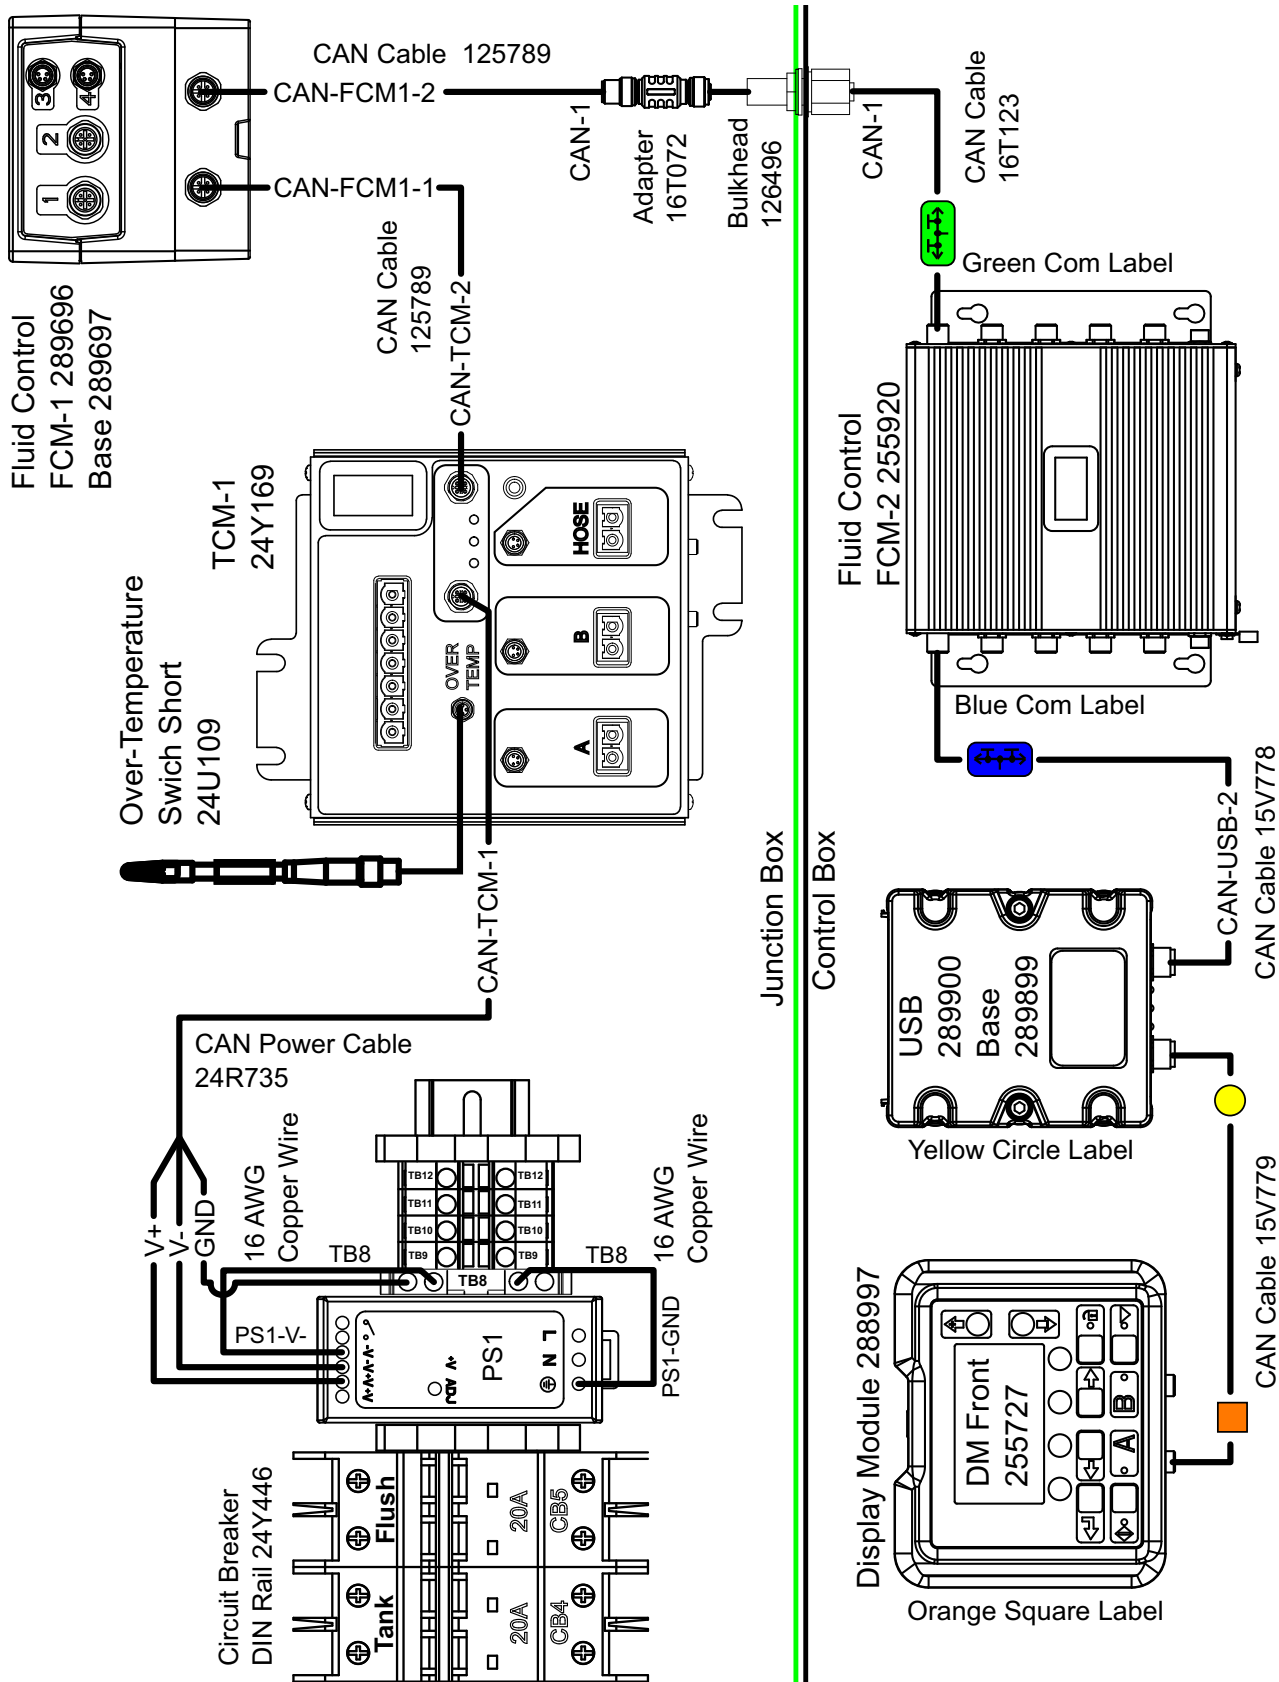 CAN Cable 125789
CAN-FCM1-2
CAN-FCM1-1
1
2
3
4
Fluid Control
FCM-1 289696
Base 289697
CAN Cable
125789
CAN-TCM-2
CAN-1
Adapter
16T072
Bulkhead
126496
CAN-1
CAN Cable
16T123
Green Com Label
Fluid Control
FCM-2 255920
Blue Com Label
TCM-1
24Y169
HOSE
B
A
OVER
TEMP
Over-Temperature
Swich Short
24U109
CAN-TCM-1
Junction Box
Control Box
CAN-USB-2
CAN Cable 15V778
USB
289900
Base
289899
Yellow Circle Label
CAN Power Cable
24R735
V+
V-
GND
16 AWG
Copper Wire
TB12
TB12
TB11
TB11
TB10
TB10
TB9
TB9
TB8
TB8
TB8
16 AWG
Copper Wire
PS1-V-
PS1-GND
+V+V-V-V
+V ADJ
PS1
L
N
CAN Cable 15V779
Display Module 288997
DM Front
255727
A
B
Orange Square Label
Circuit Breaker
DIN Rail 24Y446
Flush
20A
CB5
Tank
20A
CB4